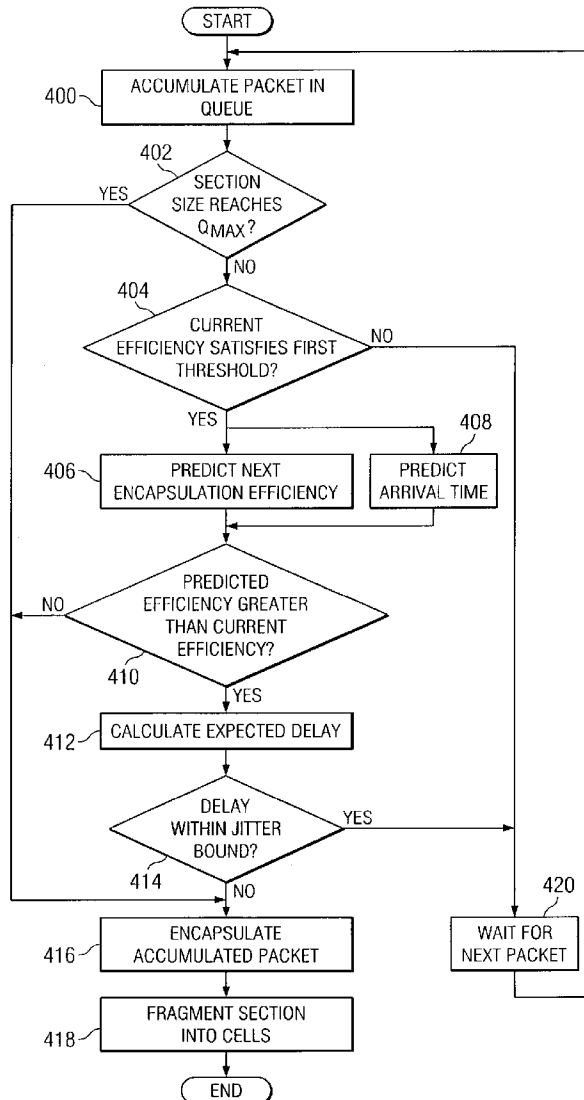 START
400
ACCUMULATE PACKET IN
QUEUE
402
YES
SECTION
SIZE REACHES
QMAX?
NO
404
CURRENT
EFFICIENCY SATISFIES FIRST
THRESHOLD?
NO
YES
408
406
PREDICT NEXT
ENCAPSULATION EFFICIENCY
PREDICT
ARRIVAL TIME
NO
PREDICTED
EFFICIENCY GREATER
THAN CURRENT
EFFICIENCY?
410
YES
412
CALCULATE EXPECTED DELAY
DELAY
WITHIN JITTER
BOUND?
YES
414
NO
420
416
ENCAPSULATE
ACCUMULATED PACKET
WAIT FOR
NEXT PACKET
418
FRAGMENT SECTION
INTO CELLS
END